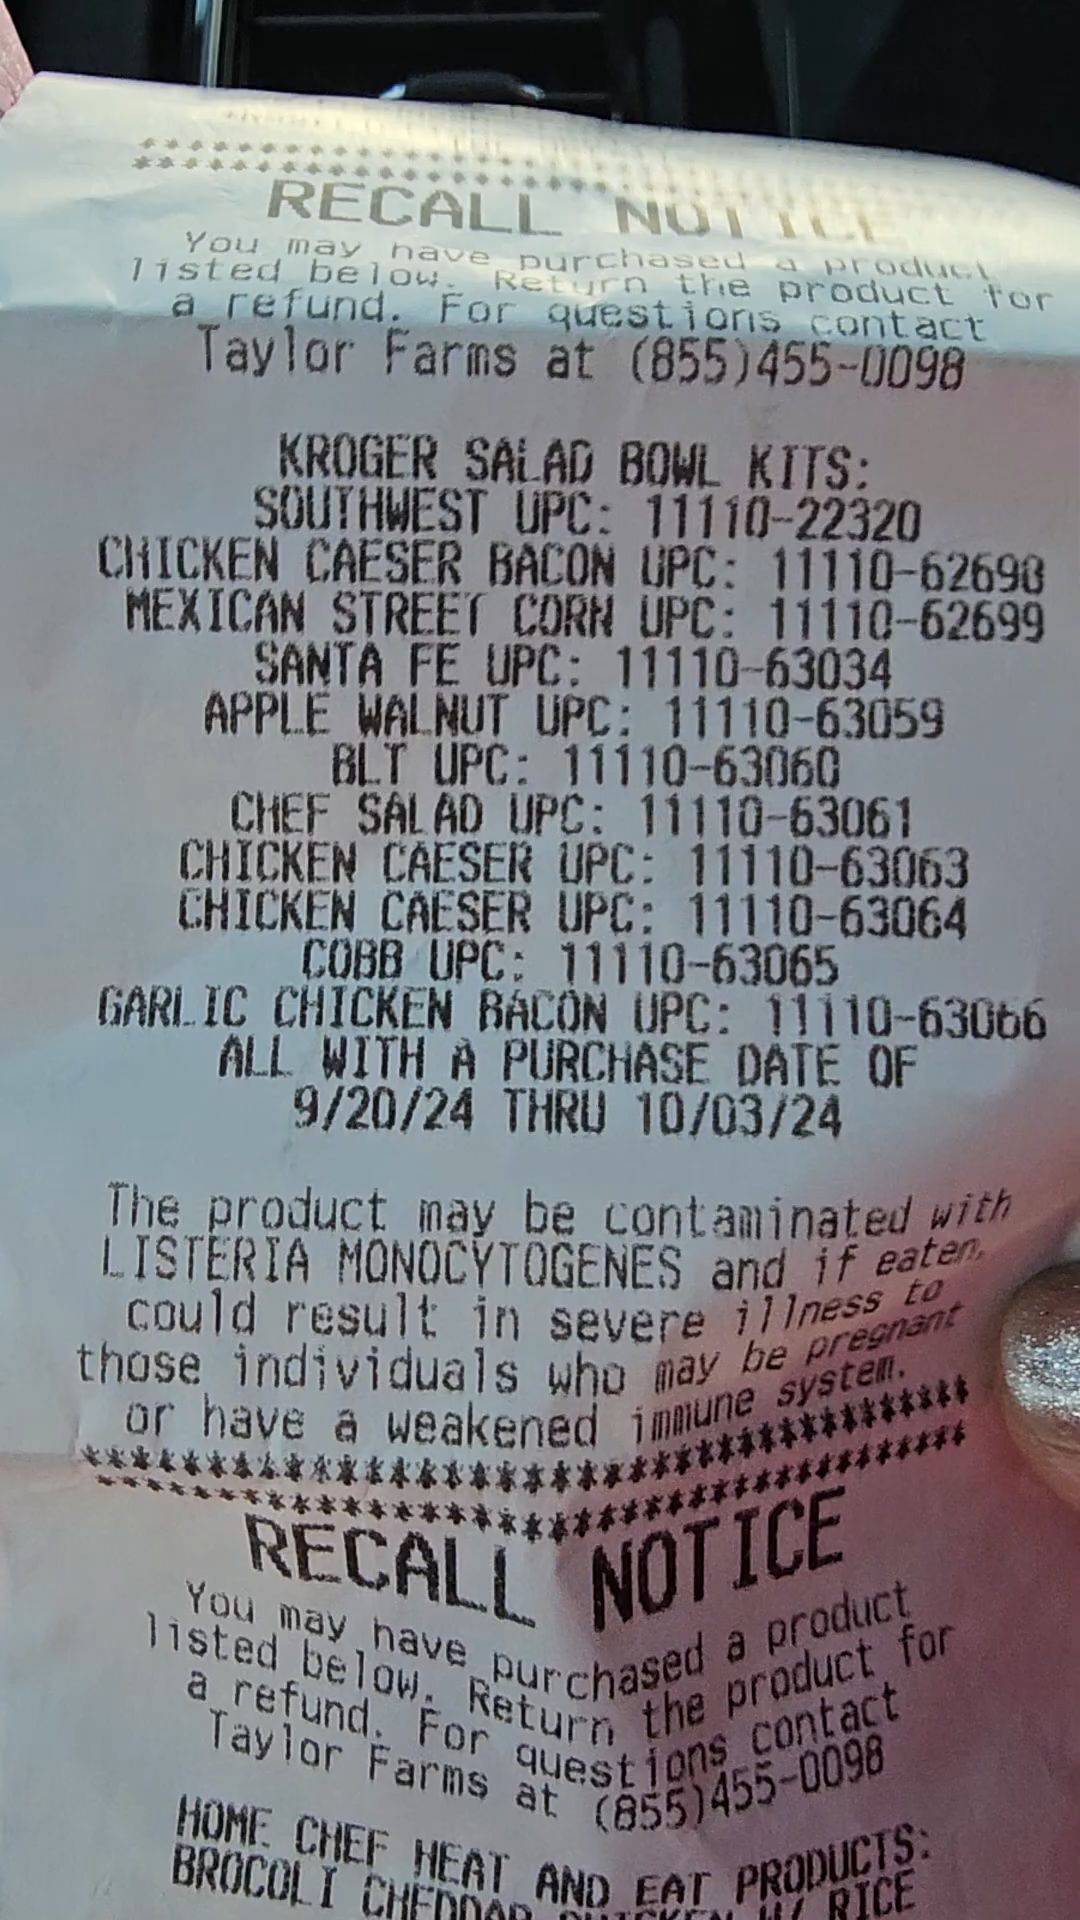 ********************************
********************************
RECALL NOTICE
You may have purchased a product
listed below. Return the product for
a refund. For questions contact
Taylor Farms at (855)455-0098
KROGER SALAD BOWL KITS:
SOUTHWEST UPC: 11110-22320
CHICKEN CAESER BACON UPC: 11110-62698
MEXICAN STREET CORN UPC: 11110-62699
SANTA FE UPC: 11110-63034
APPLE WALNUT UPC: 11110-63059
BLT UPC: 11110-63060
CHEF SALAD UPC: 11110-63061
CHICKEN CAESER UPC: 11110-63063
CHICKEN CAESER UPC: 11110-63064
COBB UPC: 11110-63065
GARLIC CHICKEN BACON UPC: 11110-63066
ALL WITH A PURCHASE DATE OF
9/20/24 THRU 10/03/24
The product may be contaminated with
LISTERIA MONOCYTOGENES and if eaten,
could result in severe illness to
those individuals who may be pregnant
or have a weakened immune system.
********************************
********************************
RECALL NOTICE
You may have purchased a product
listed below. Return the product for
a refund. For questions contact
Taylor Farms at (855)455-0098
HOME CHEF HEAT AND EAT PRODUCTS:
BROCOLI CHEDDAR CHICKEN W/ RICE